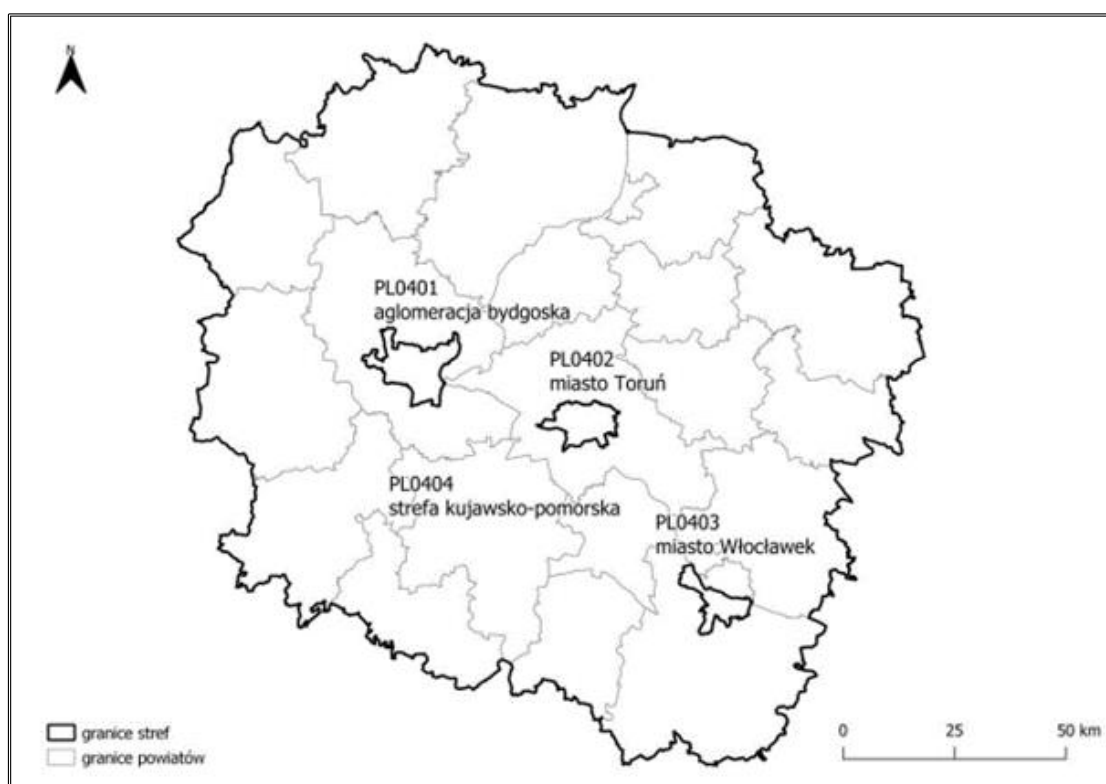 N
PL0401
aglomeracja bydgoska
PL0402
miasto Toruń
PL0404
strefa kujawsko-pomorska
PL0403
miasto Włocławek
granice stref
granice powiatów
0 25 50 km